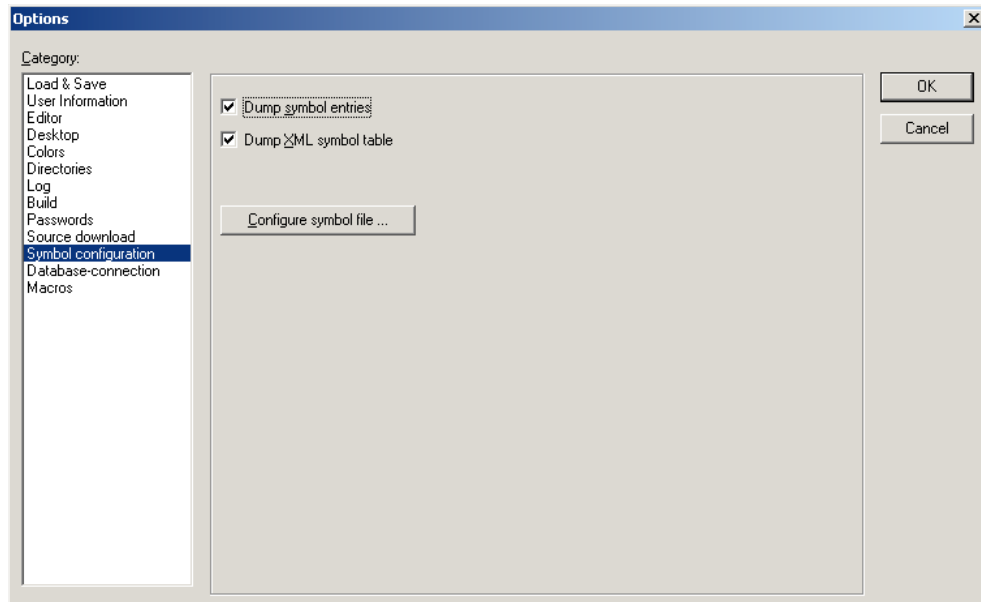 Options
Category:
Load & Save
User Information
Editor
Desktop
Colors
Directories
Log
Build
Passwords
Source download
Symbol configuration
Database-connection
Macros
Dump symbol entries
Dump XML symbol table
Configure symbol file ...
OK
Cancel